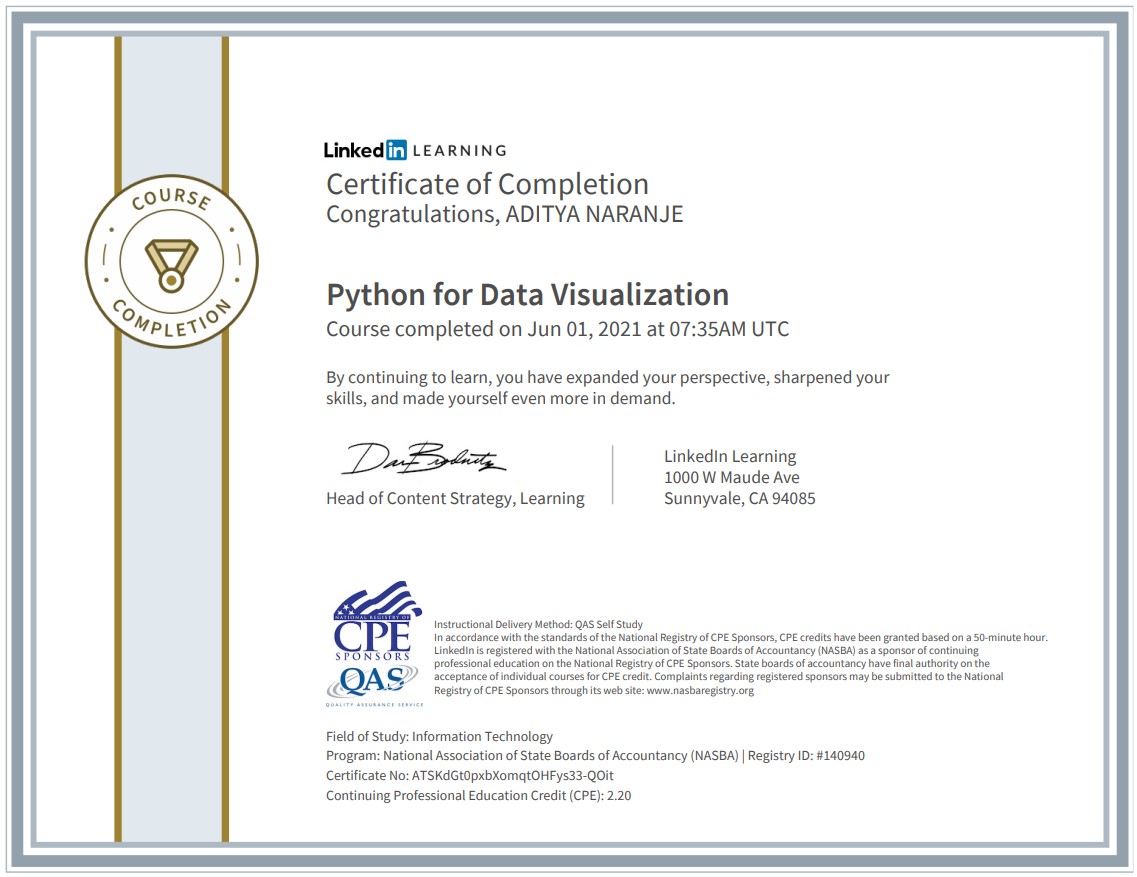 COURSE
COMPLETION
Linked in LEARNING
Certificate of Completion
Congratulations, ADITYA NARANJE
Python for Data Visualization
Course completed on Jun 01, 2021 at 07:35AM UTC
By continuing to learn, you have expanded your perspective, sharpened your
skills, and made yourself even more in demand.
Head of Content Strategy, Learning
LinkedIn Learning
1000 W Maude Ave
Sunnyvale, CA 94085
NATIONAL REGISTRY OF
CPE
SPONSORS
QAS
QUALITY ASSURANCE SERVICE
Instructional Delivery Method: QAS Self Study
In accordance with the standards of the National Registry of CPE Sponsors, CPE credits have been granted based on a 50-minute hour.
LinkedIn is registered with the National Association of State Boards of Accountancy (NASBA) as a sponsor of continuing
professional education on the National Registry of CPE Sponsors. State boards of accountancy have final authority on the
acceptance of individual courses for CPE credit. Complaints regarding registered sponsors may be submitted to the National
Registry of CPE Sponsors through its web site: www.nasbaregistry.org
Field of Study: Information Technology
Program: National Association of State Boards of Accountancy (NASBA) | Registry ID: #140940
Certificate No: ATSKdGt0pxbXomqtOHFys33-QOit
Continuing Professional Education Credit (CPE): 2.20